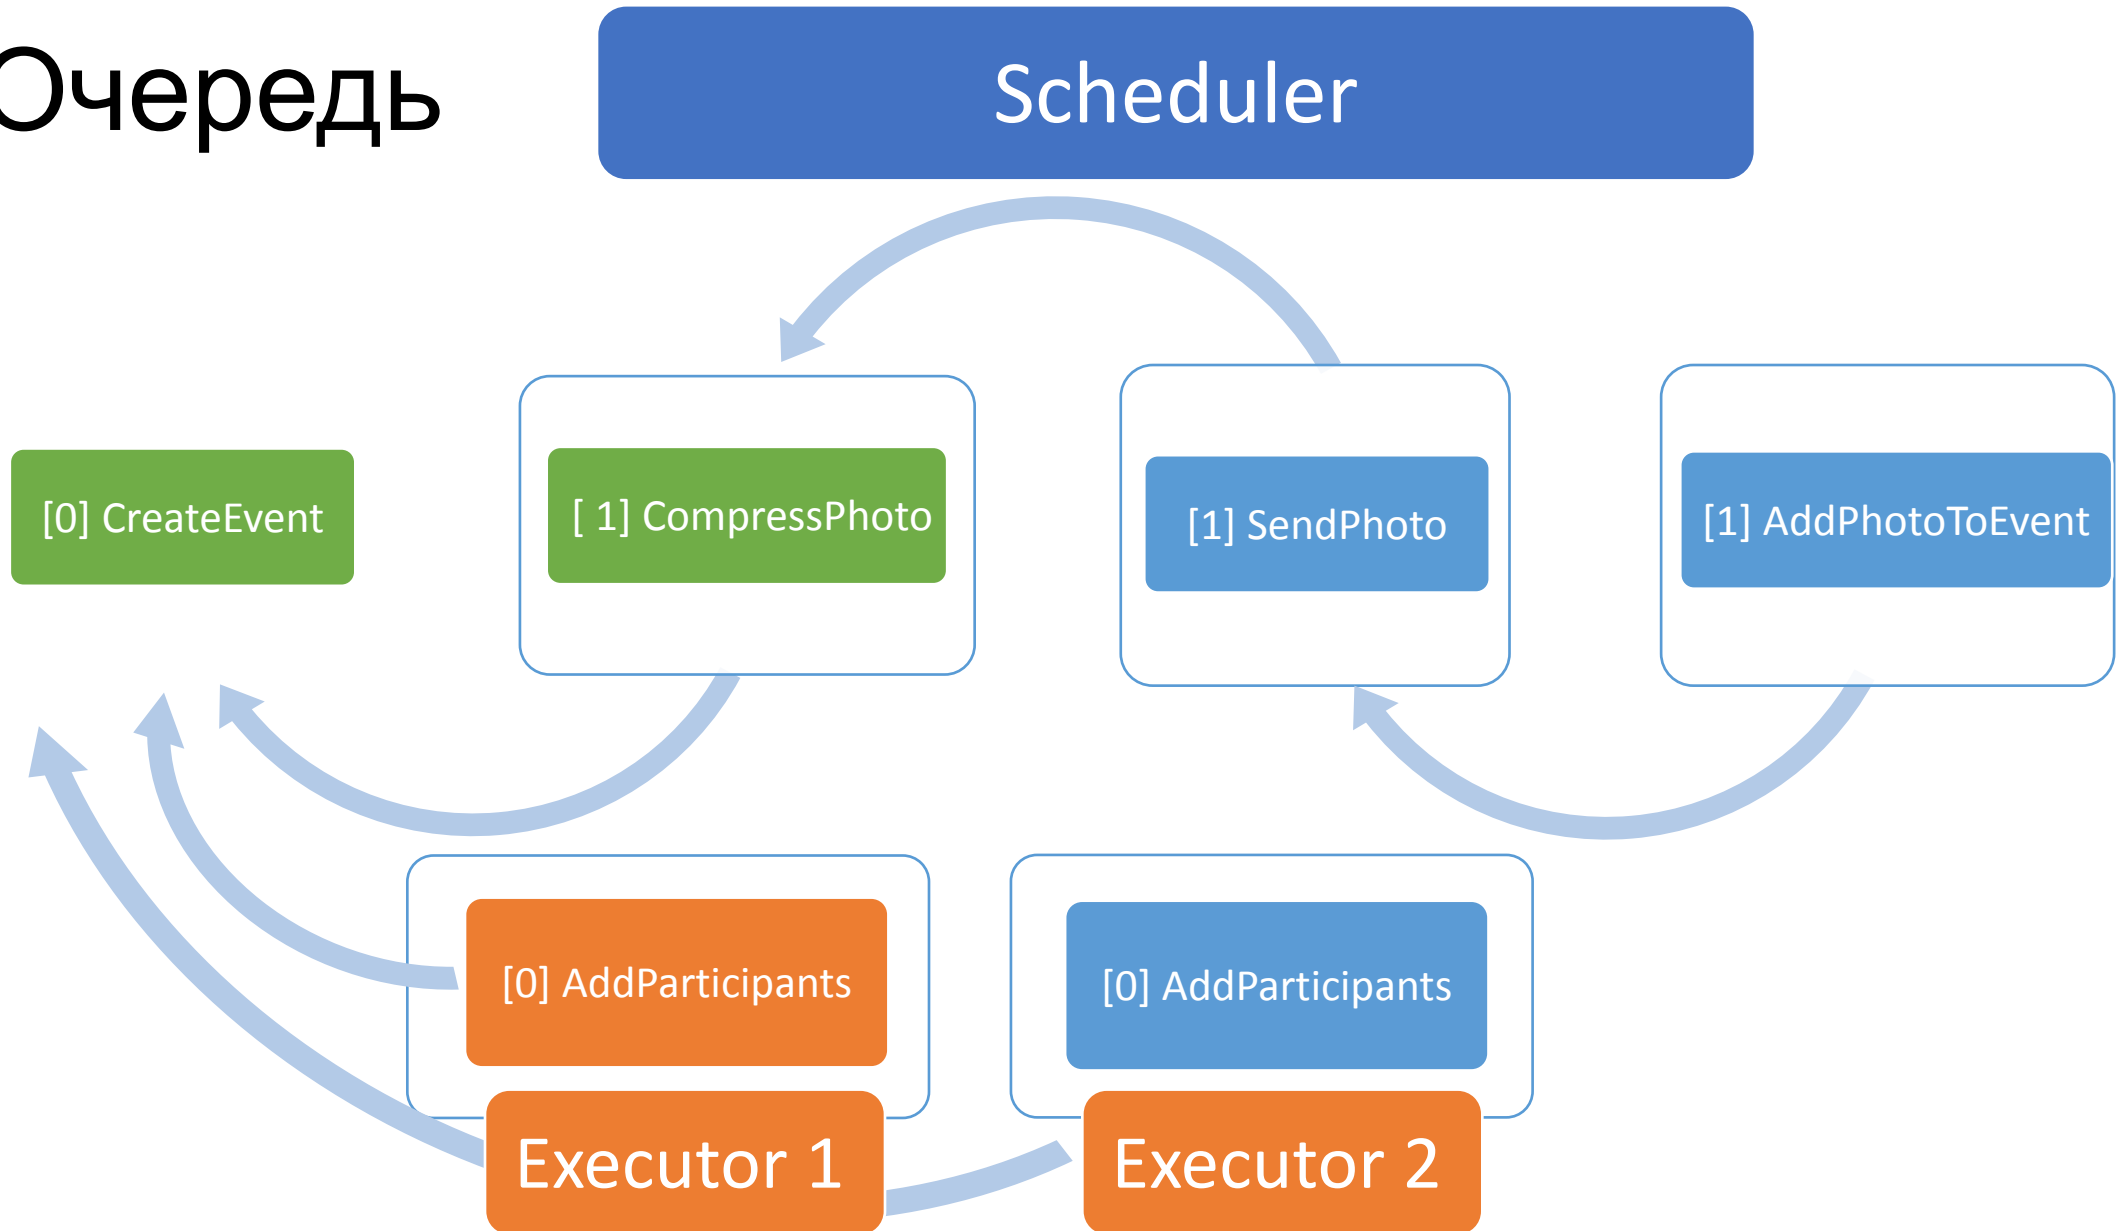 Очередь
Scheduler
[0] CreateEvent
[ 1] CompressPhoto
[1] SendPhoto
[1] AddPhotoToEvent
[0] AddParticipants
[0] AddParticipants
Executor 1
Executor 2